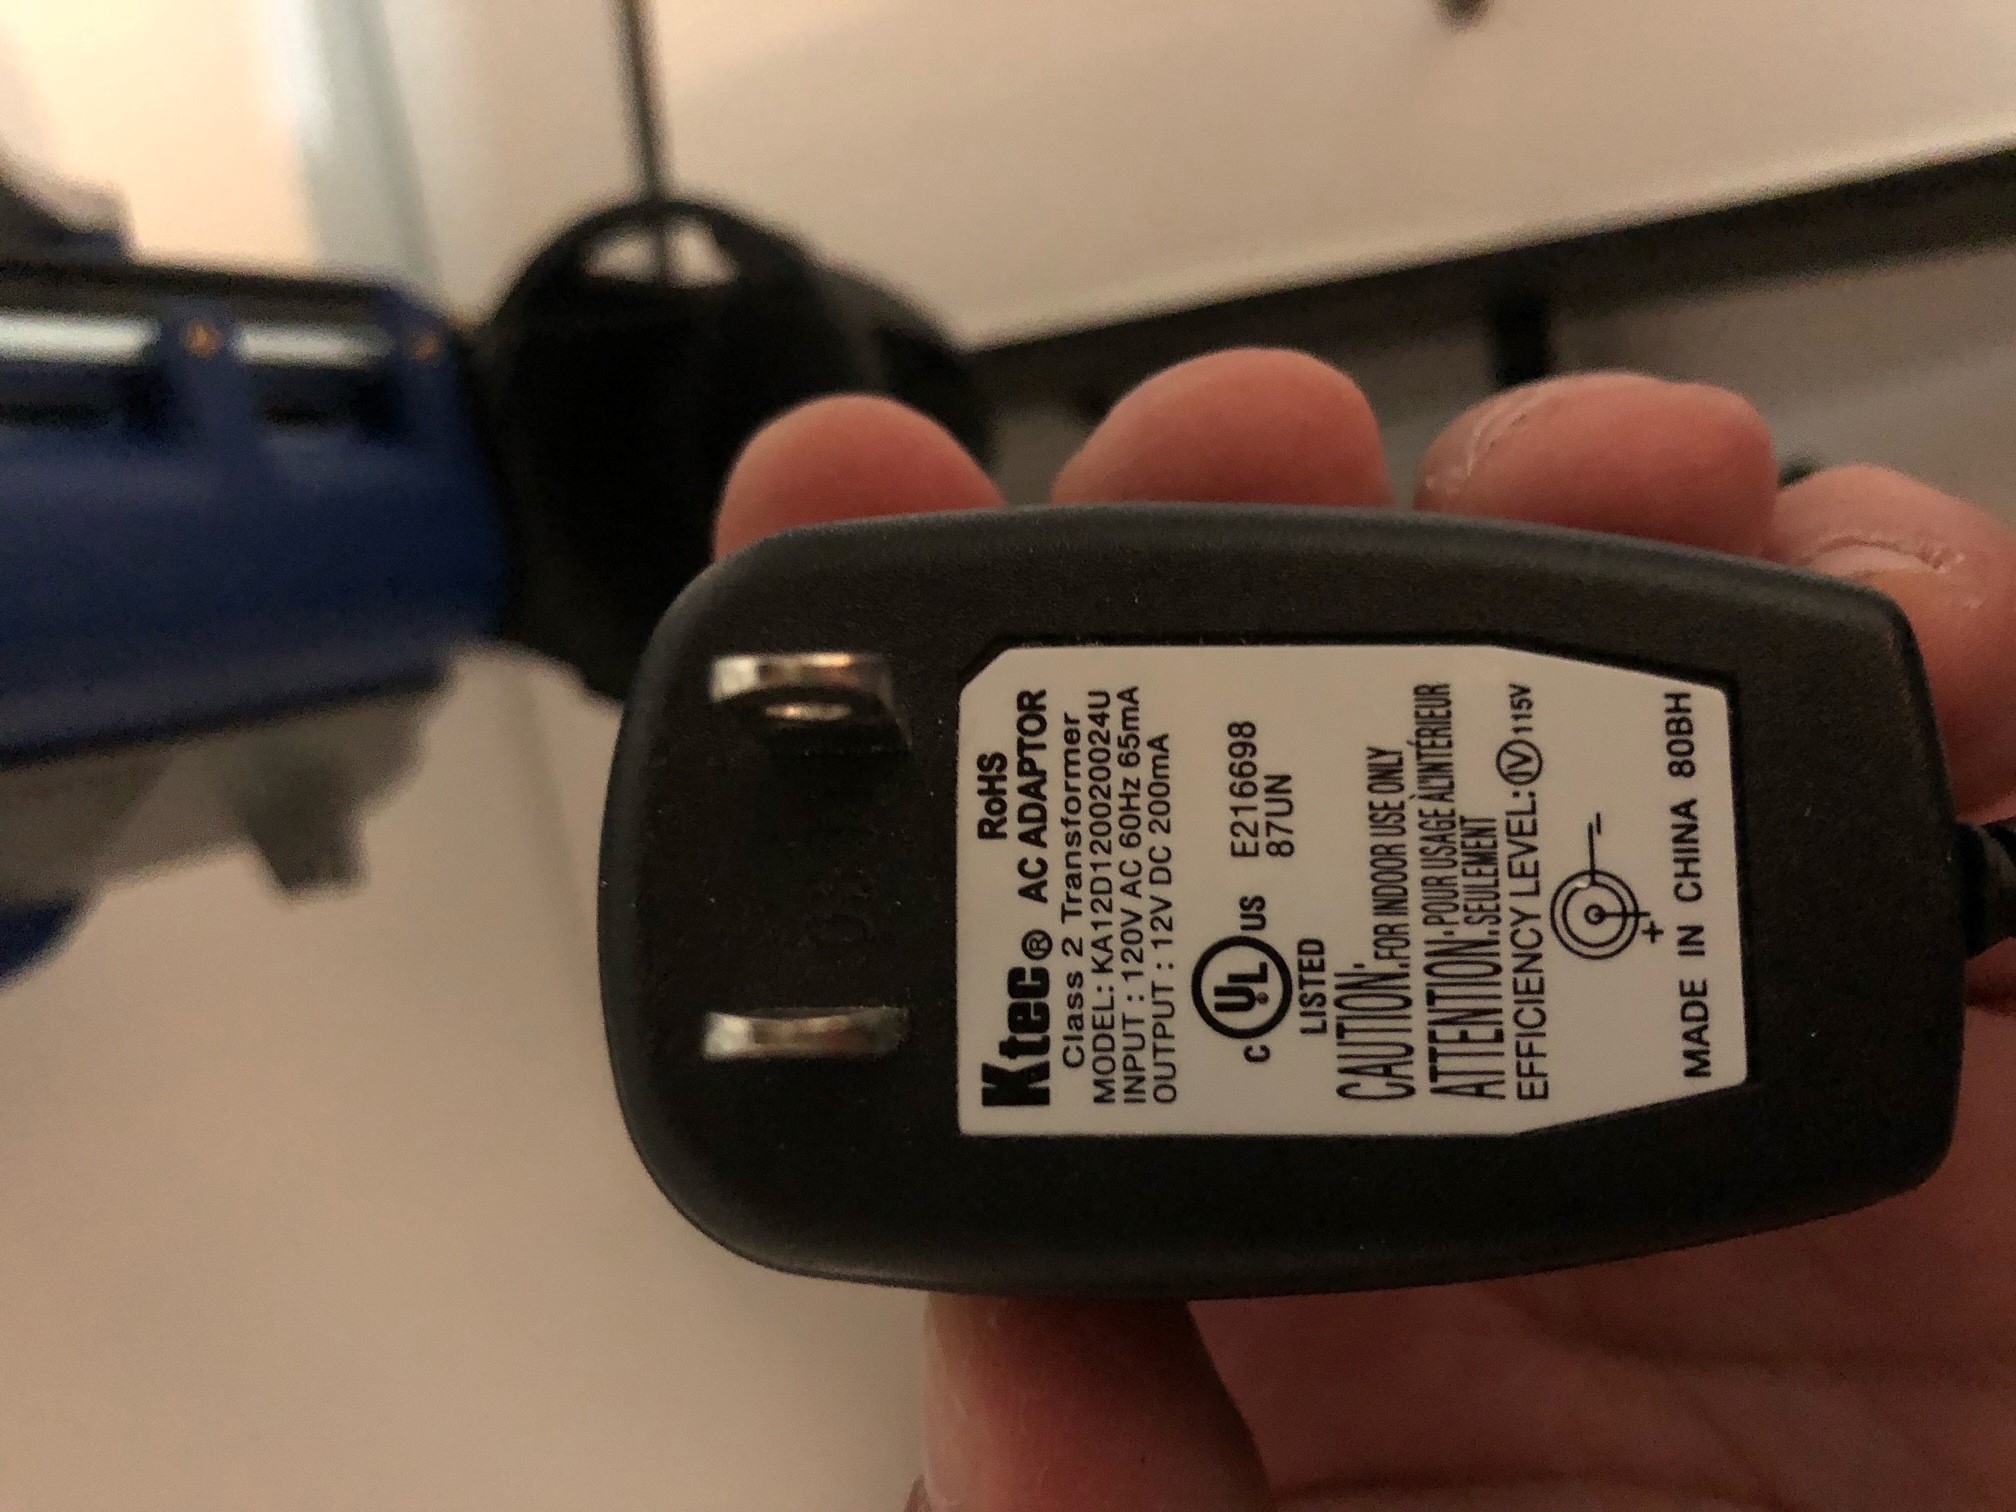 RoHS
Ktec® AC ADAPTOR
Class 2 Transformer
MODEL: KA12D120020024U
INPUT : 120V AC 60Hz 65mA
OUTPUT : 12V DC 200mA
C UL US E216698
LISTED 87UN
CAUTION: FOR INDOOR USE ONLY
ATTENTION: POUR USAGE À L'INTÉRIEUR
SEULEMENT
EFFICIENCY LEVEL: IV 115V
+ −
MADE IN CHINA 80BH